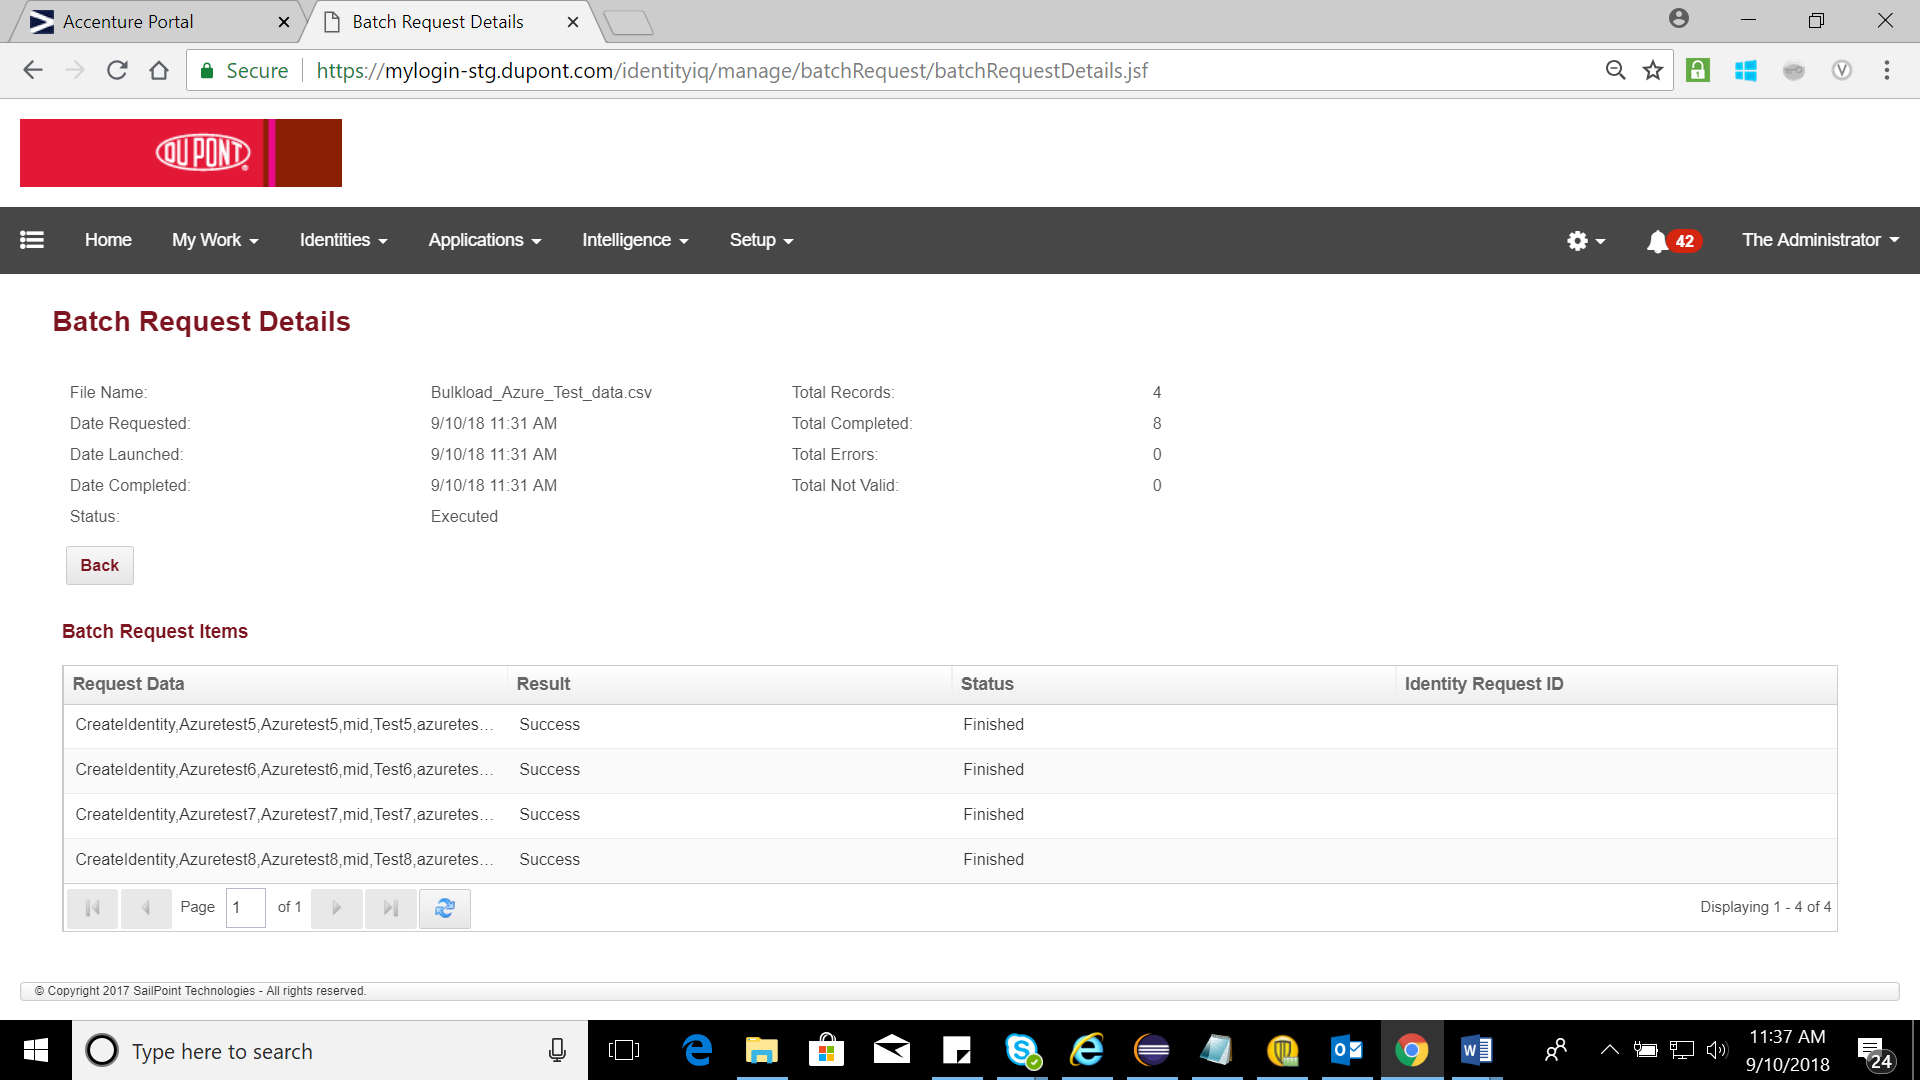 Accenture Portal
Batch Request Details
Secure
https://mylogin-stg.dupont.com/identityiq/manage/batchRequest/batchRequestDetails.jsf
DUPONT
Home
My Work
Identities
Applications
Intelligence
Setup
42
The Administrator
Batch Request Details
File Name: Bulkload_Azure_Test_data.csv Total Records: 4
Date Requested: 9/10/18 11:31 AM Total Completed: 8
Date Launched: 9/10/18 11:31 AM Total Errors: 0
Date Completed: 9/10/18 11:31 AM Total Not Valid: 0
Status: Executed
Back
Batch Request Items
Request Data Result Status Identity Request ID
CreateIdentity,Azuretest5,Azuretest5,mid,Test5,azuretes... Success Finished
CreateIdentity,Azuretest6,Azuretest6,mid,Test6,azuretes... Success Finished
CreateIdentity,Azuretest7,Azuretest7,mid,Test7,azuretes... Success Finished
CreateIdentity,Azuretest8,Azuretest8,mid,Test8,azuretes... Success Finished
Page 1 of 1 Displaying 1 - 4 of 4
© Copyright 2017 SailPoint Technologies - All rights reserved.
Type here to search
11:37 AM
9/10/2018
24